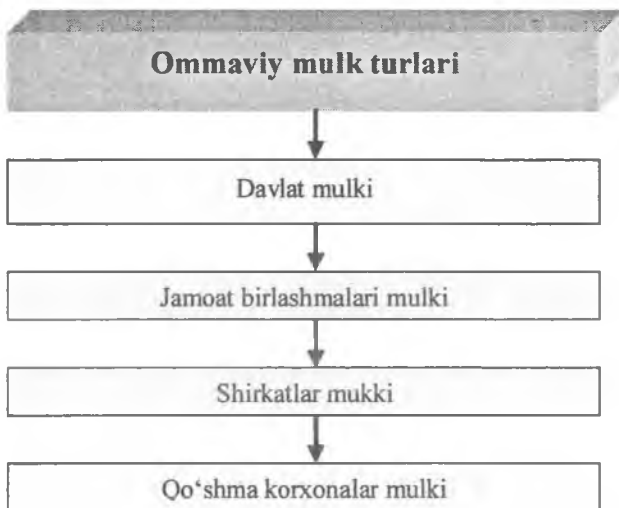 Ommaviy mulk turlari
Davlat mulki
Jamoat birlashmalari mulki
Shirkatlar mukki
Qo‘shma korxonalar mulki